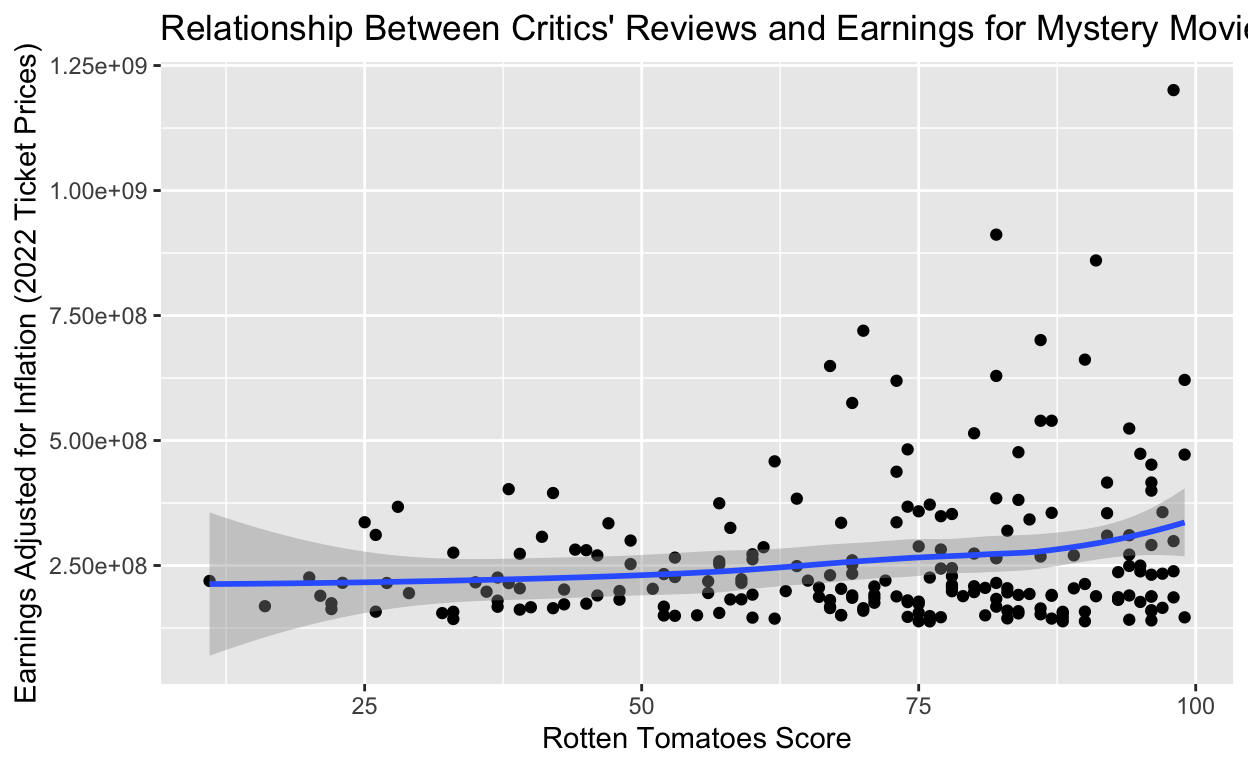 Relationship Between Critics' Reviews and Earnings for Mystery
Earnings Adjusted for Inflation (2022 Ticket Prices)
1.25e+09
1.00e+09
7.50e+08
5.00e+08
2.50e+08
25 50 75 100
Rotten Tomatoes Score